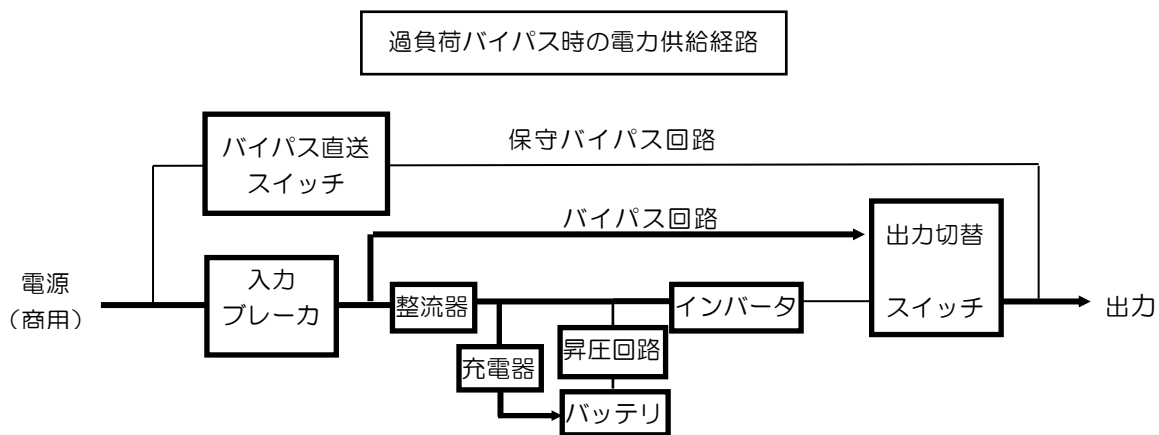 過負荷バイパス時の電力供給経路
バイパス直送
スイッチ
保守バイパス回路
バイパス回路
出力切替
スイッチ
電源
（商用）
入力
ブレーカ
整流器
インバータ
出力
昇圧回路
充電器
バッテリ